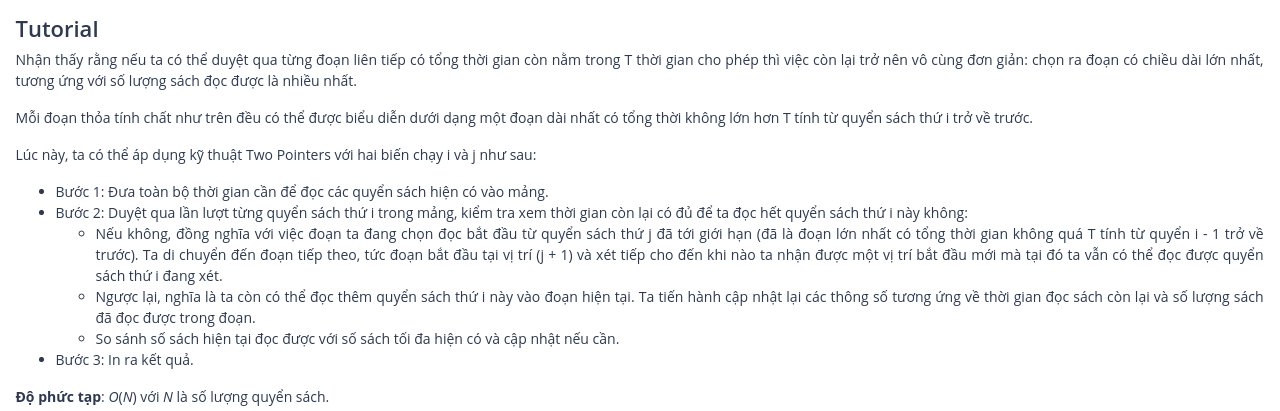 Tutorial
Nhận thấy rằng nếu ta có thể duyệt qua từng đoạn liên tiếp có tổng thời gian còn nằm trong T thời gian cho phép thì việc còn lại trở nên vô cùng đơn giản: chọn ra đoạn có chiều dài lớn nhất,
tương ứng với số lượng sách đọc được là nhiều nhất.
Mỗi đoạn thỏa tính chất như trên đều có thể được biểu diễn dưới dạng một đoạn dài nhất có tổng thời không lớn hơn T tính từ quyển sách thứ i trở về trước.
Lúc này, ta có thể áp dụng kỹ thuật Two Pointers với hai biến chạy i và j như sau:
• Bước 1: Đưa toàn bộ thời gian cần để đọc các quyển sách hiện có vào mảng.
• Bước 2: Duyệt qua lần lượt từng quyển sách thứ i trong mảng, kiểm tra xem thời gian còn lại có đủ để ta đọc hết quyển sách thứ i này không:
◦ Nếu không, đồng nghĩa với việc đoạn ta đang chọn đọc bắt đầu từ quyển sách thứ j đã tới giới hạn (đã là đoạn lớn nhất có tổng thời gian không quá T tính từ quyển i - 1 trở về
trước). Ta di chuyển đến đoạn tiếp theo, tức đoạn bắt đầu tại vị trí (j + 1) và xét tiếp cho đến khi nào ta nhận được một vị trí bắt đầu mới mà tại đó ta vẫn có thể đọc được quyển
sách thứ i đang xét.
◦ Ngược lại, nghĩa là ta còn có thể đọc thêm quyển sách thứ i này vào đoạn hiện tại. Ta tiến hành cập nhật lại các thông số tương ứng về thời gian đọc sách còn lại và số lượng sách
đã đọc được trong đoạn.
◦ So sánh số sách hiện tại đọc được với số sách tối đa hiện có và cập nhật nếu cần.
• Bước 3: In ra kết quả.
Độ phức tạp: O(N) với N là số lượng quyển sách.